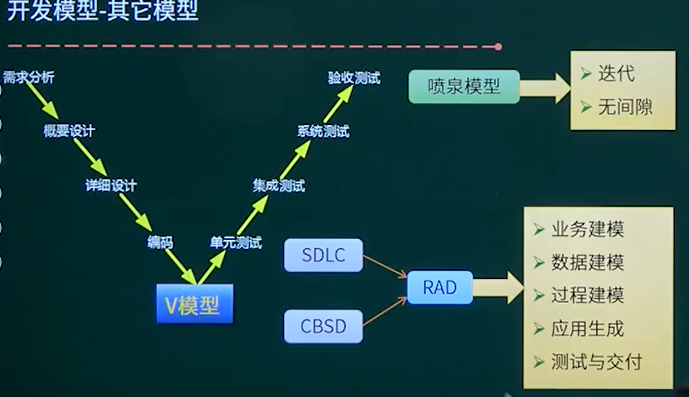 开发模型-其它模型
需求分析
概要设计
详细设计
编码
V模型
单元测试
集成测试
系统测试
验收测试
喷泉模型
迭代
无间隙
SDLC
CBSD
RAD
业务建模
数据建模
过程建模
应用生成
测试与交付